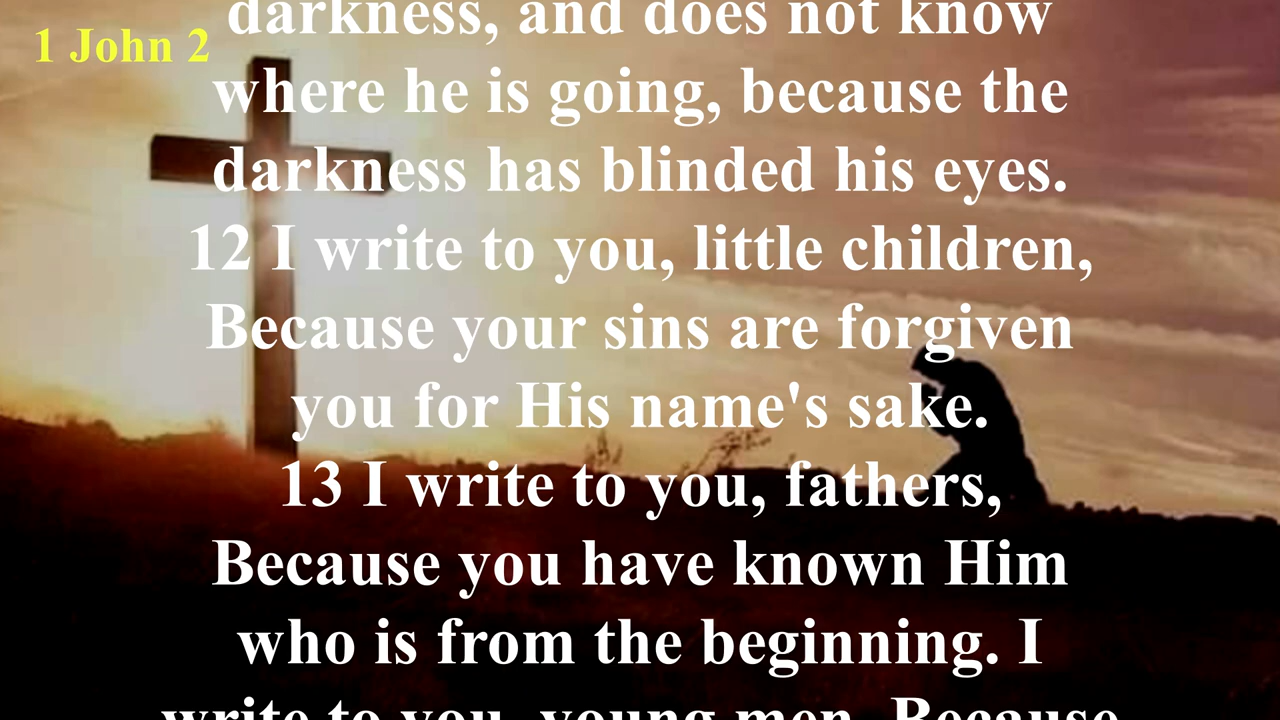 1 John 2
darkness, and does not know
where he is going, because the
darkness has blinded his eyes.
12 I write to you, little children,
Because your sins are forgiven
you for His name's sake.
13 I write to you, fathers,
Because you have known Him
who is from the beginning. I
write to you, young men, Because